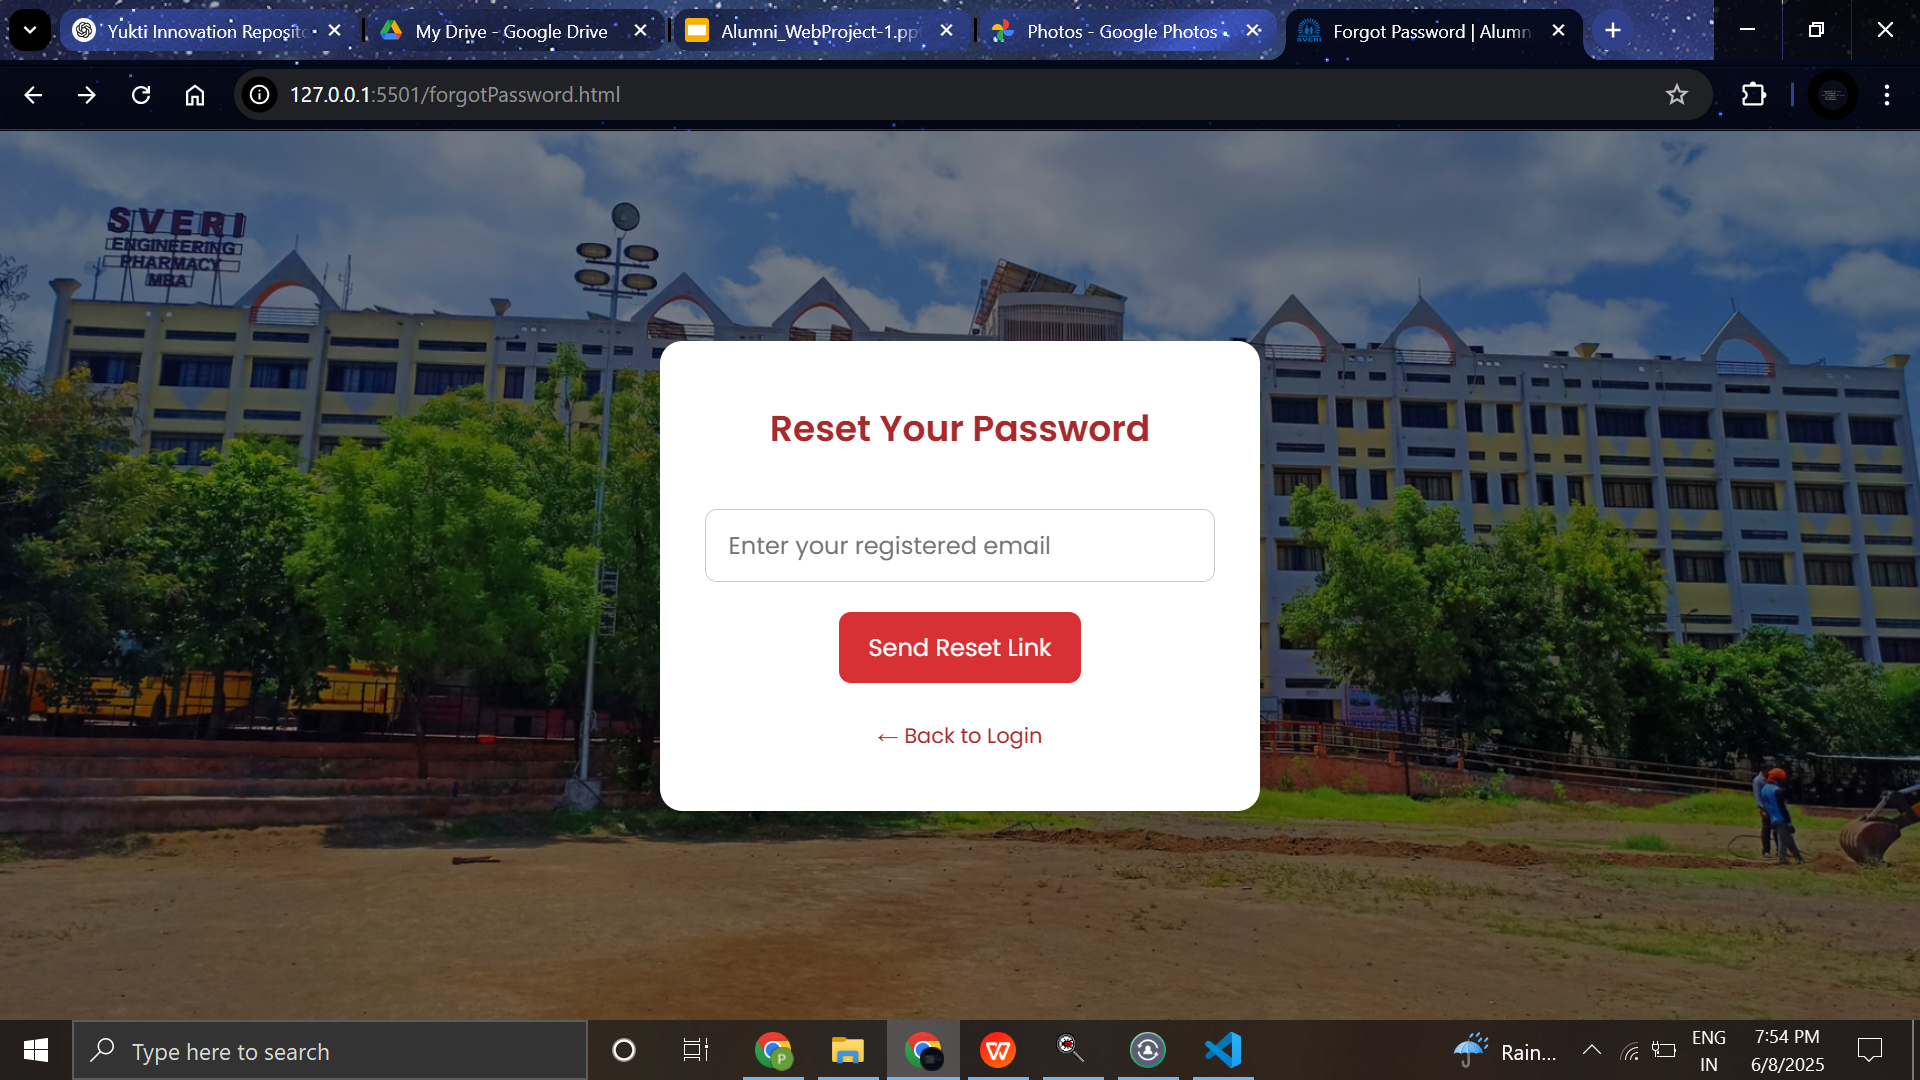 Yukti Innovation Reposito
My Drive - Google Drive
Alumni_WebProject-1.pp
Photos - Google Photos
Forgot Password | Alumn
127.0.0.1:5501/forgotPassword.html
SVERI
ENGINEERING
PHARMACY
MBA
Reset Your Password
Enter your registered email
Send Reset Link
← Back to Login
Type here to search
Rain...
ENG
IN
7:54 PM
6/8/2025